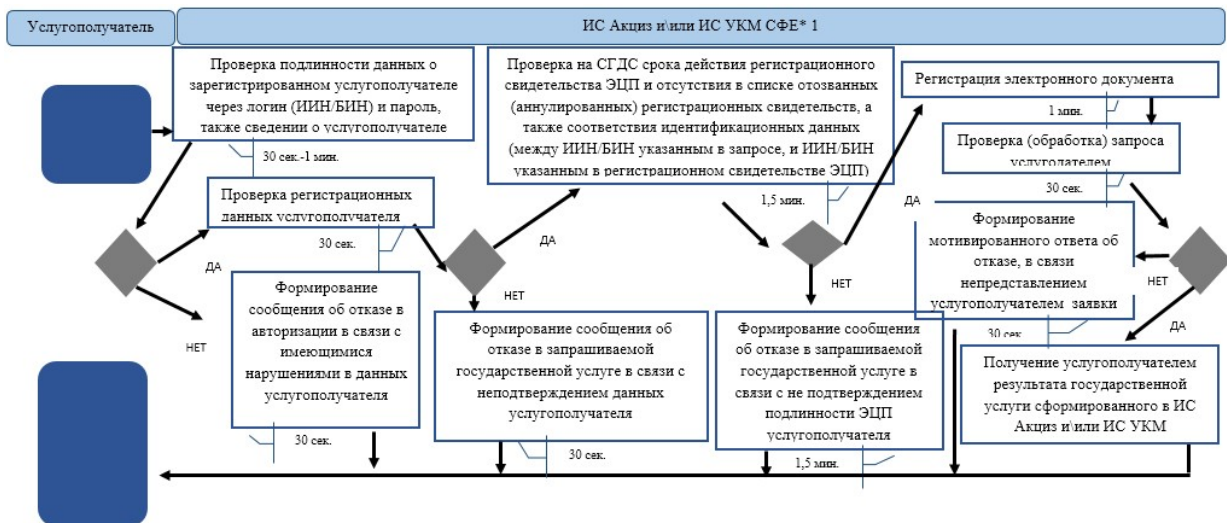 Услугополучатель
ИС Акциз и\или ИС УКМ СФЕ* 1
Проверка подлинности данных о
зарегистрированном услугополучателе
через логин (ИИН/БИН) и пароль,
также сведении о услугополучателе
30 сек.-1 мин.
Проверка регистрационных
данных услугополучателя
30 сек.
ДА
НЕТ
Формирование
сообщения об отказе в
авторизации в связи с
имеющимися
нарушениями в данных
услугополучателя
30 сек.
Проверка на СГДС срока действия регистрационного
свидетельства ЭЦП и отсутствия в списке отозванных
(аннулированных) регистрационных свидетельств, а
также соответствия идентификационных данных
(между ИИН/БИН указанным в запросе, и ИИН/БИН
указанным в регистрационном свидетельстве ЭЦП)
1,5 мин.
ДА
НЕТ
Формирование сообщения об
отказе в запрашиваемой
государственной услуге в
связи с неподтверждением данных
услугополучателя
30 сек.
ДА
НЕТ
Формирование сообщения
об отказе в запрашиваемой
государственной услуге в
связи с не подтверждением
подлинности ЭЦП
услугополучателя
1,5 мин.
Регистрация электронного документа
1 мин.
Проверка (обработка) запроса
услугодателем
30 сек.
Формирование
мотивированного ответа об
отказе, в связи
непредставлением
услугополучателем заявки
30 сек.
НЕТ
ДА
Получение услугополучателем
результата государственной
услуги сформированного в ИС
Акциз и\или ИС УКМ